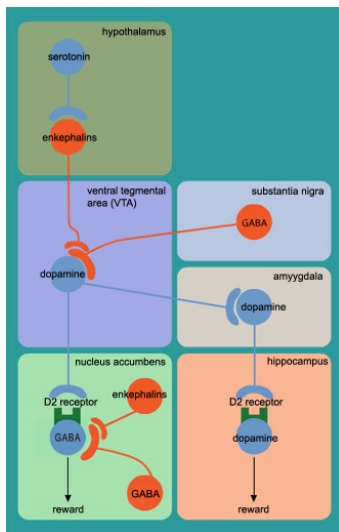 hypothalamus
serotonin
enkephalins
ventral tegmental
area (VTA)
substantia nigra
GABA
dopamine
amyygdala
dopamine
nucleus accumbens
hippocampus
enkephalins
D2 receptor
D2 receptor
GABA
dopamine
GABA
reward
reward